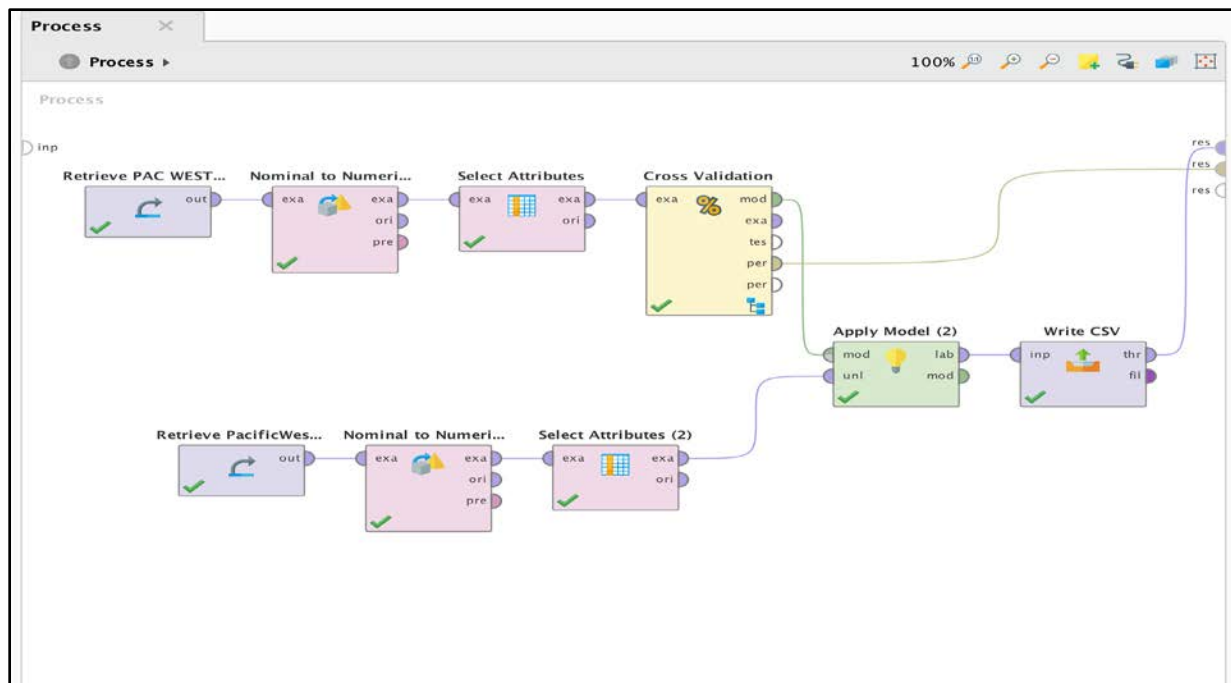 Process
Process
100%
Process
inp
res
res
res
Retrieve PAC WEST...
out
Nominal to Numeri...
exa
exa
ori
pre
Select Attributes
exa
exa
ori
Cross Validation
exa
mod
exa
tes
per
per
Apply Model (2)
mod
lab
unl
mod
Write CSV
inp
thr
fil
Retrieve PacificWes...
out
Nominal to Numeri...
exa
exa
ori
pre
Select Attributes (2)
exa
exa
ori